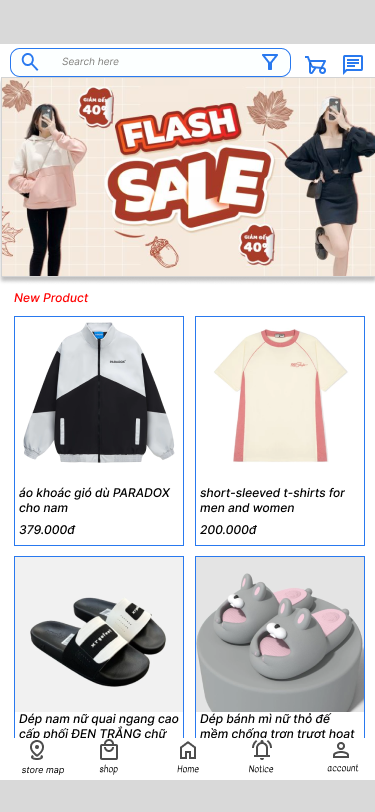 Search here
GIẢM ĐẾN
40%
FLASH
SALE
GIẢM ĐẾN
40%
New Product
PARADOX
áo khoác gió dù PARADOX
cho nam
379.000đ
short-sleeved t-shirts for
men and women
200.000đ
Dép nam nữ quai ngang cao
cấp phối ĐEN TRẮNG chữ
Dép bánh mì nữ thỏ đế
mềm chống trơn trượt hoạt
store map
shop
Home
Notice
account